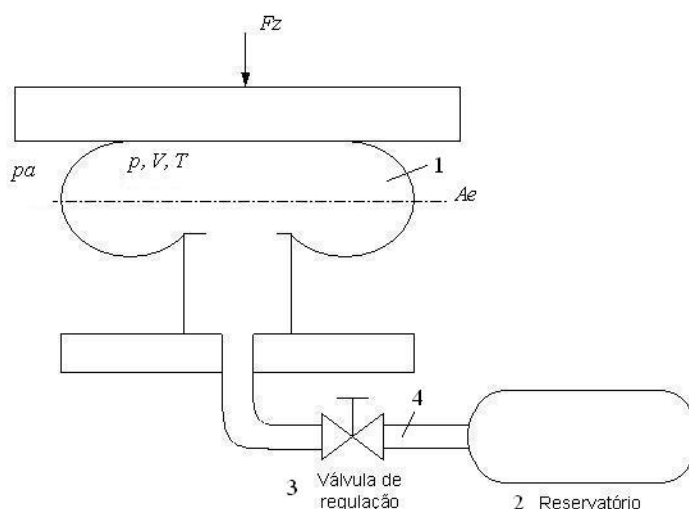 Fz
pa
p, V, T
1
Ae
4
3
Válvula de
regulação
2 Reservatório